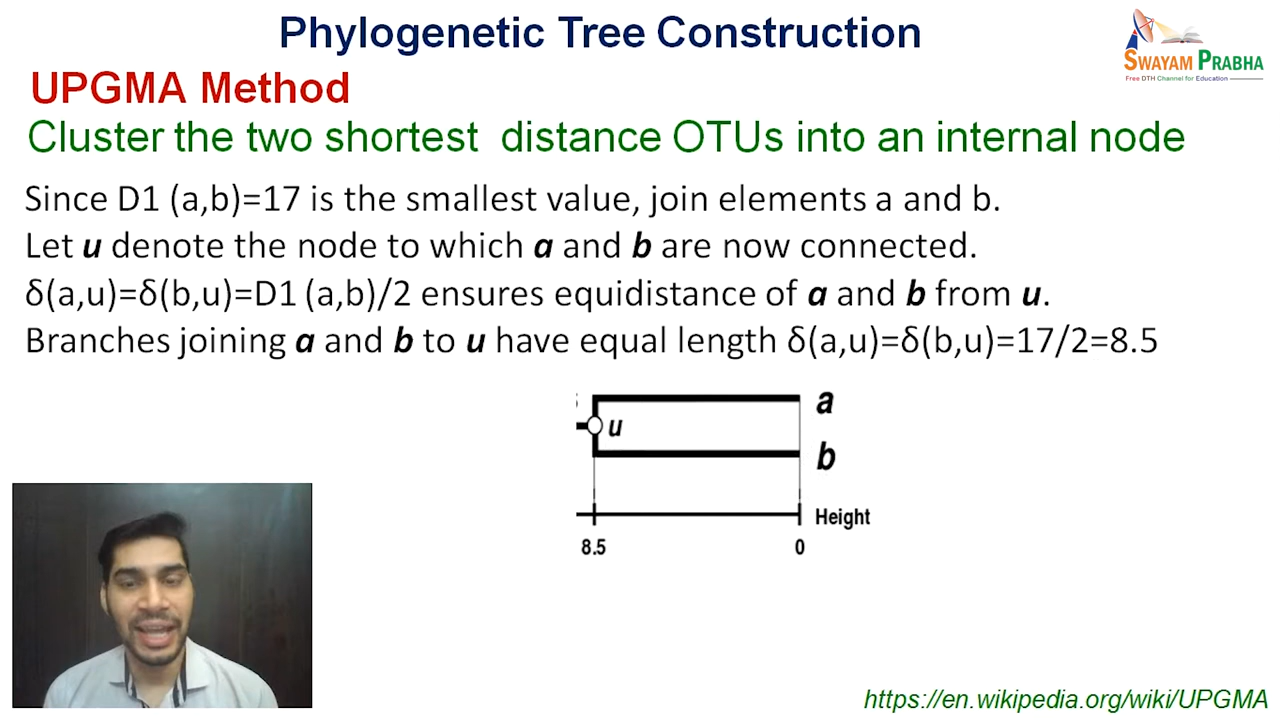 Phylogenetic Tree Construction
SWAYAM PRABHA
Free DTH Channel for Education
UPGMA Method
Cluster the two shortest distance OTUs into an internal node
Since D1 (a,b)=17 is the smallest value, join elements a and b.
Let u denote the node to which a and b are now connected.
δ(a,u)=δ(b,u)=D1 (a,b)/2 ensures equidistance of a and b from u.
Branches joining a and b to u have equal length δ(a,u)=δ(b,u)=17/2=8.5
a
u
b
Height
8.5 0
https://en.wikipedia.org/wiki/UPGMA